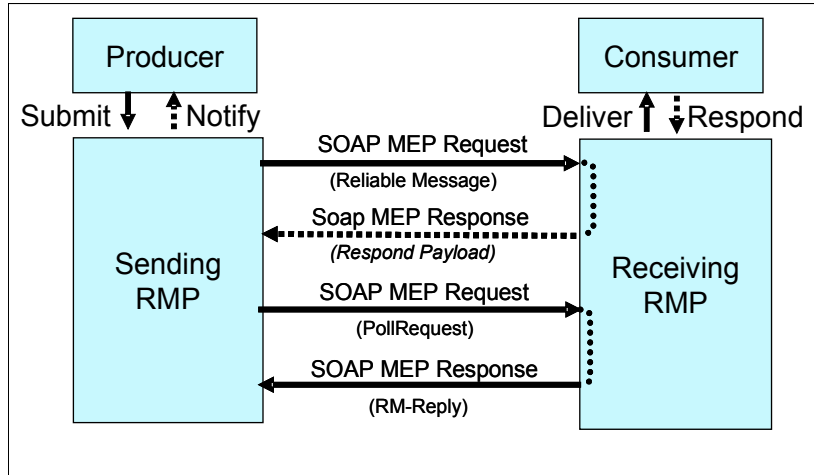 Producer
Consumer
Submit
Notify
Deliver
Respond
SOAP MEP Request
(Reliable Message)
Soap MEP Response
(Respond Payload)
Sending
RMP
Receiving
RMP
SOAP MEP Request
(PollRequest)
SOAP MEP Response
(RM-Reply)